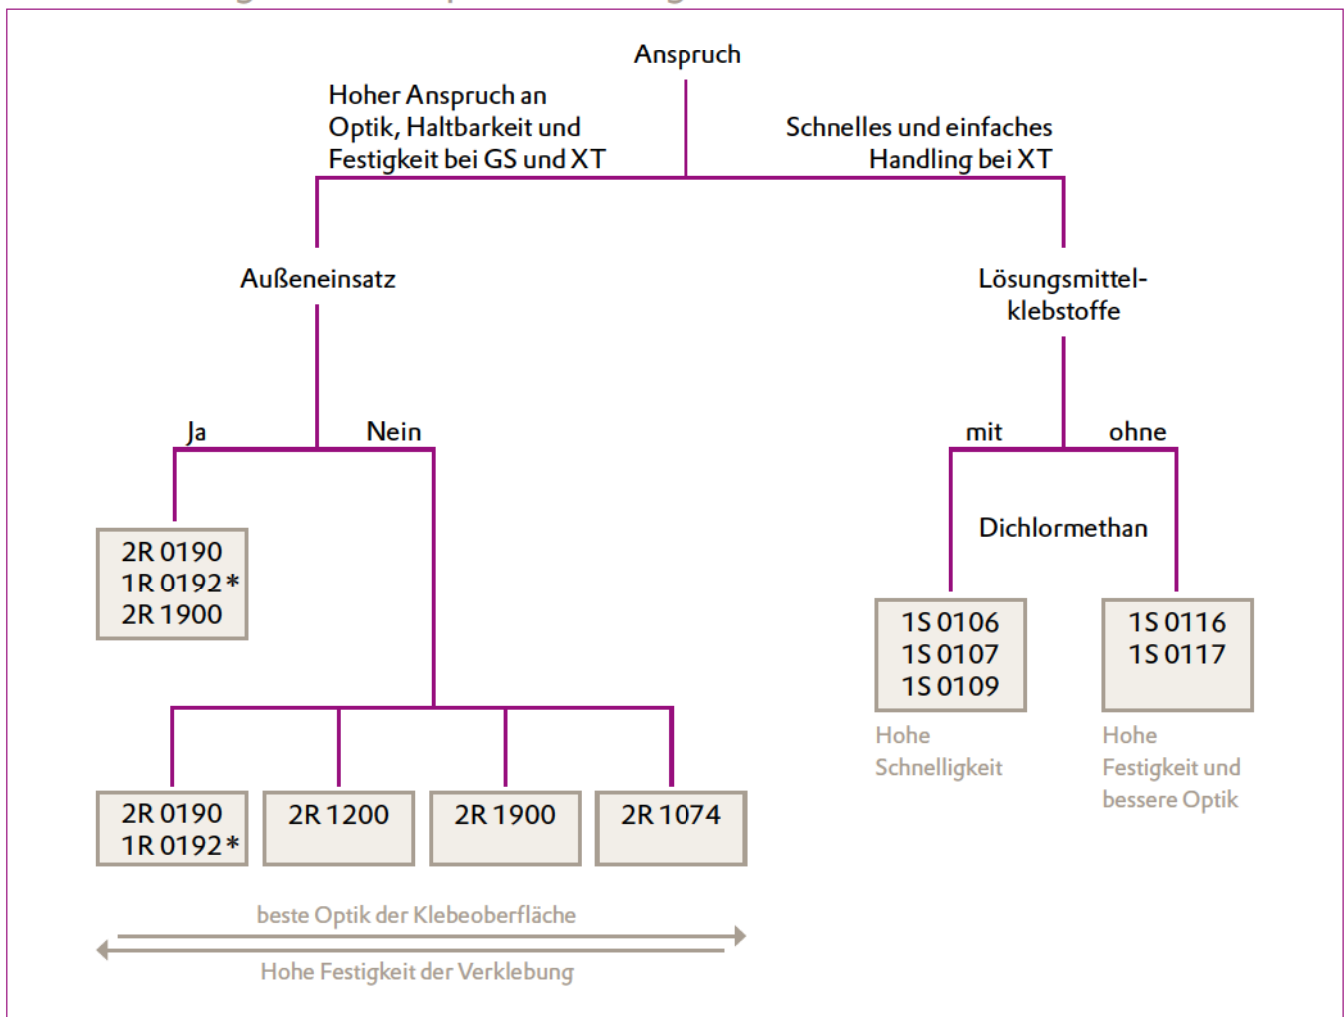 Anspruch
Hoher Anspruch an
Optik, Haltbarkeit und
Festigkeit bei GS und XT
Schnelles und einfaches
Handling bei XT
Außeneinsatz
Lösungsmittel-
klebstoffe
Ja
Nein
mit
ohne
Dichlormethan
2R 0190
1R 0192*
2R 1900
1S 0106
1S 0107
1S 0109
1S 0116
1S 0117
Hohe
Schnelligkeit
Hohe
Festigkeit und
bessere Optik
2R 0190
1R 0192*
2R 1200
2R 1900
2R 1074
beste Optik der Klebeoberfläche
Hohe Festigkeit der Verklebung